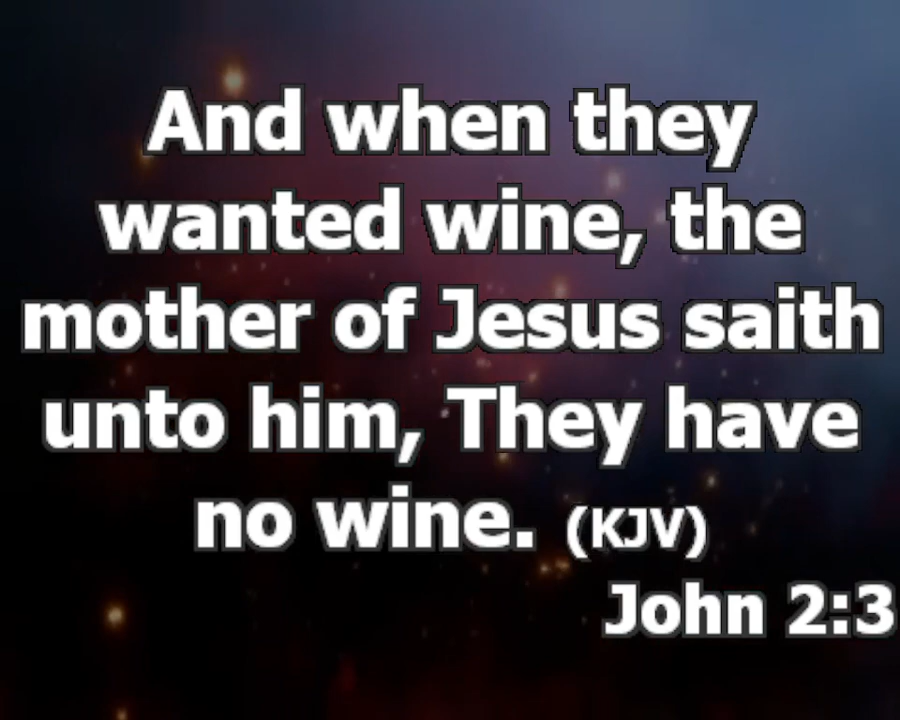 And when they
wanted wine, the
mother of Jesus saith
unto him, They have
no wine. (KJV)
John 2:3